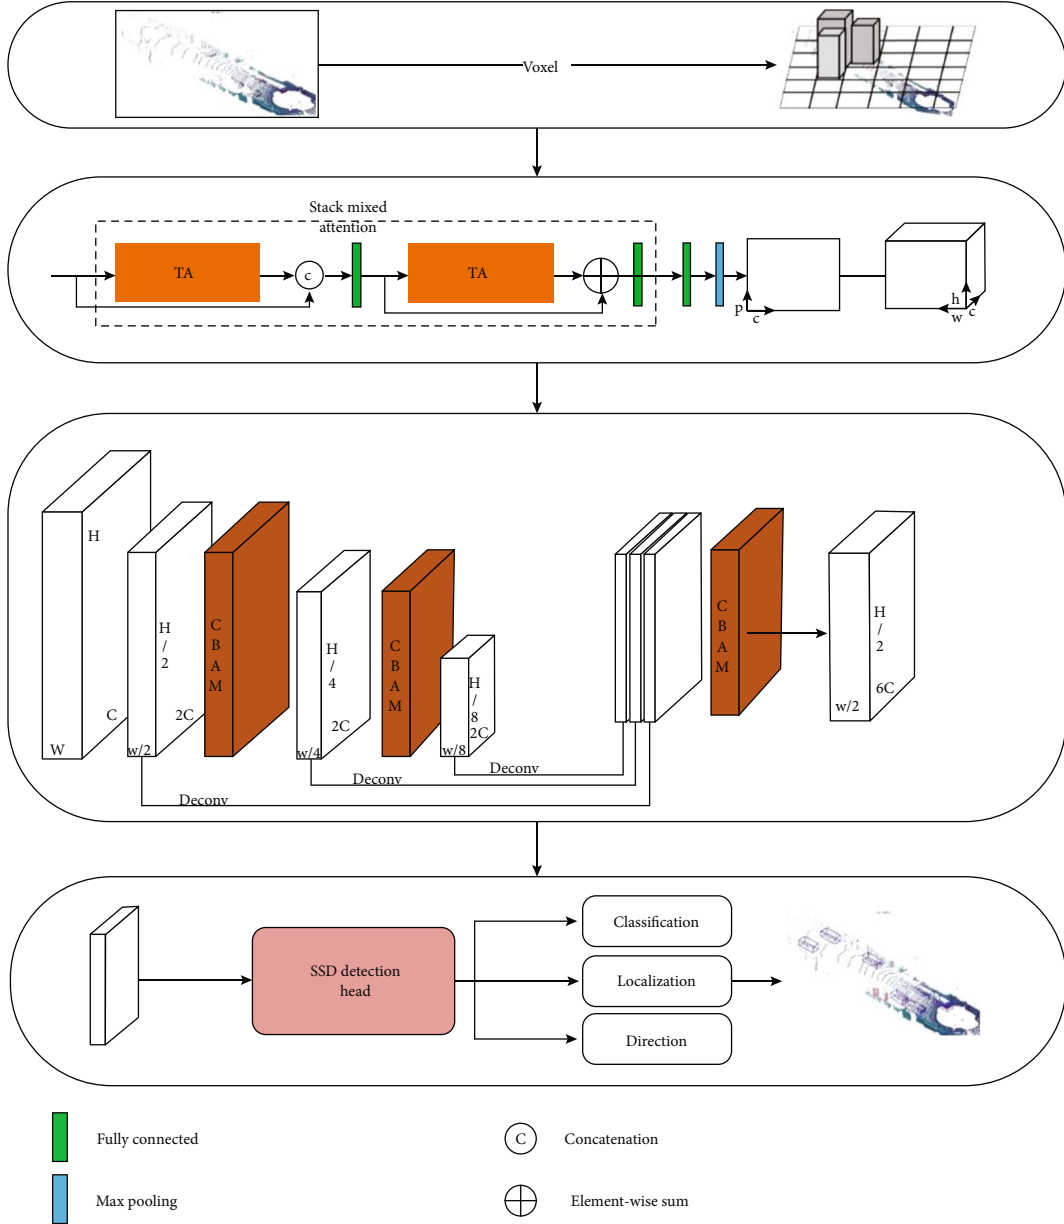 Voxel
Stack mixed
attention
TA
c
TA
p
c
h
w
c
H
C
W
H
/
2
2C
w/2
C
B
A
M
H
/
4
2C
w/4
C
B
A
M
H
/
8
2C
w/8
Deconv
Deconv
Deconv
C
B
A
M
H
/
2
6C
w/2
SSD detection
head
Classification
Localization
Direction
Fully connected
C
Concatenation
Max pooling
Element-wise sum